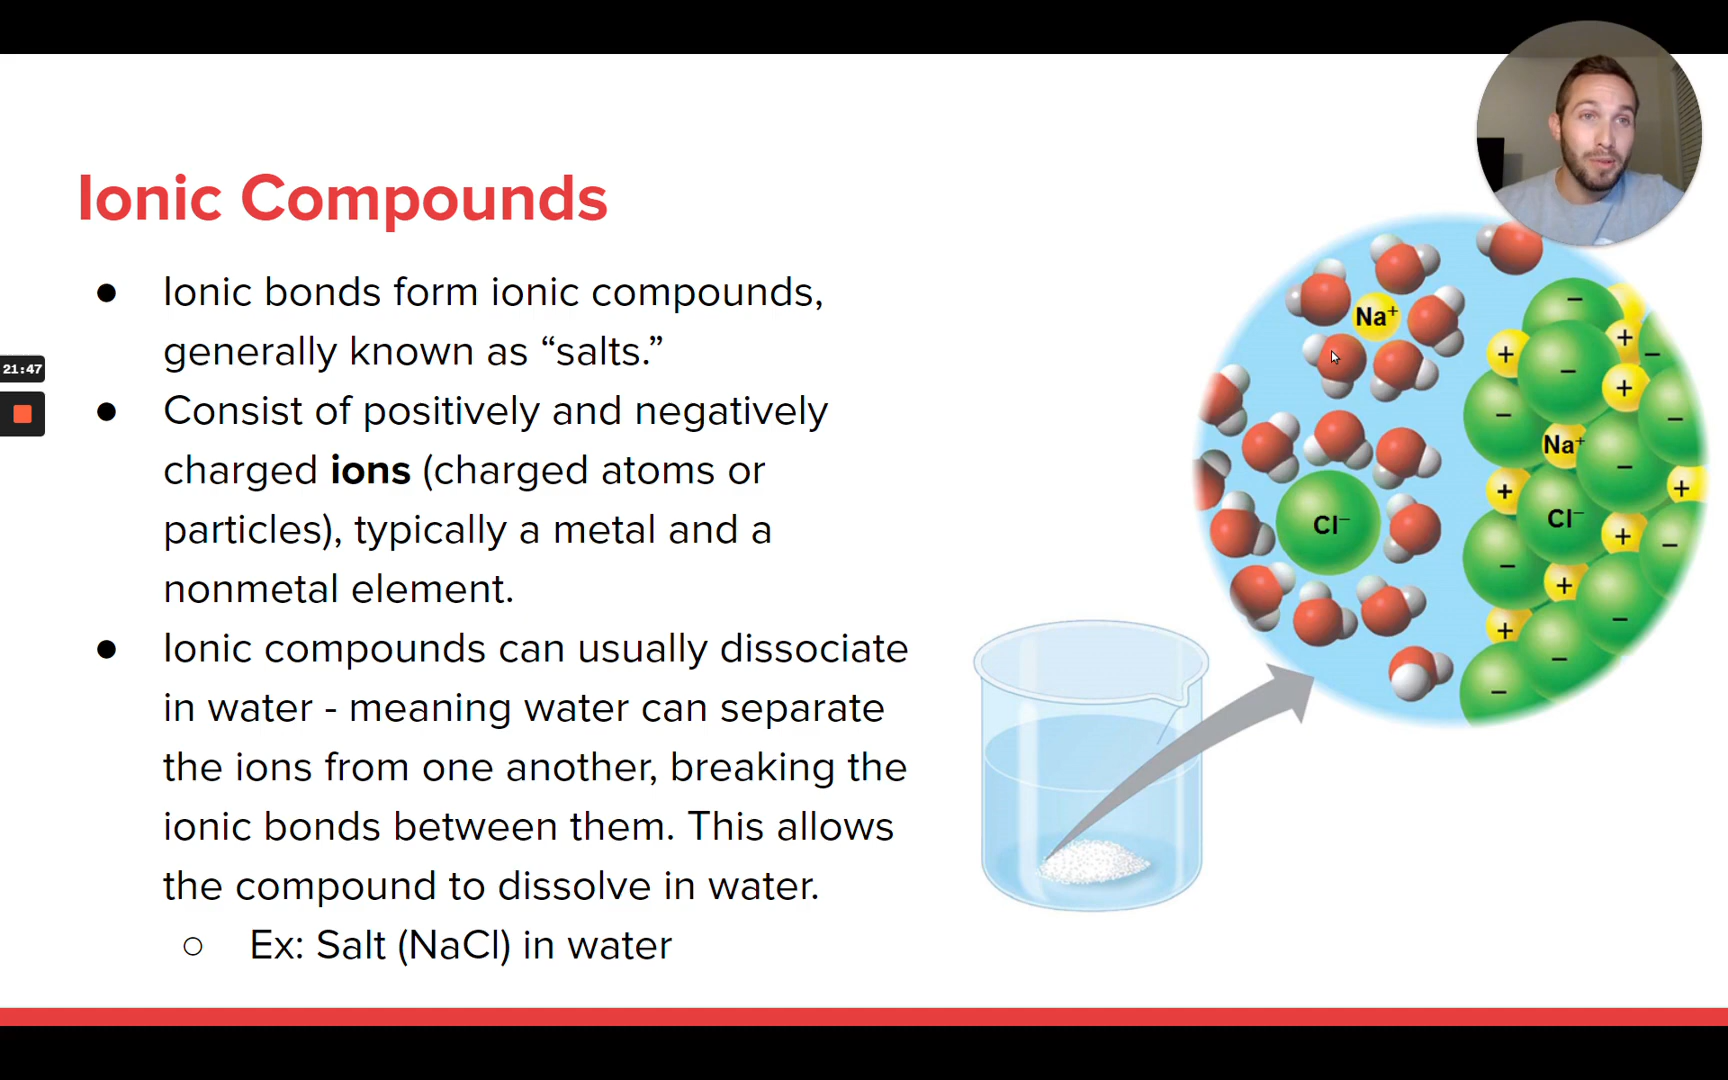 Ionic Compounds
● Ionic bonds form ionic compounds,
generally known as “salts.”
● Consist of positively and negatively
charged ions (charged atoms or
particles), typically a metal and a
nonmetal element.
● Ionic compounds can usually dissociate
in water - meaning water can separate
the ions from one another, breaking the
ionic bonds between them. This allows
the compound to dissolve in water.
○ Ex: Salt (NaCl) in water
21:47
Na⁺
Cl⁻
−
+
−
+
−
+
−
−
Na⁺
−
+
+
Cl⁻
+
−
−
+
−
+
−
−